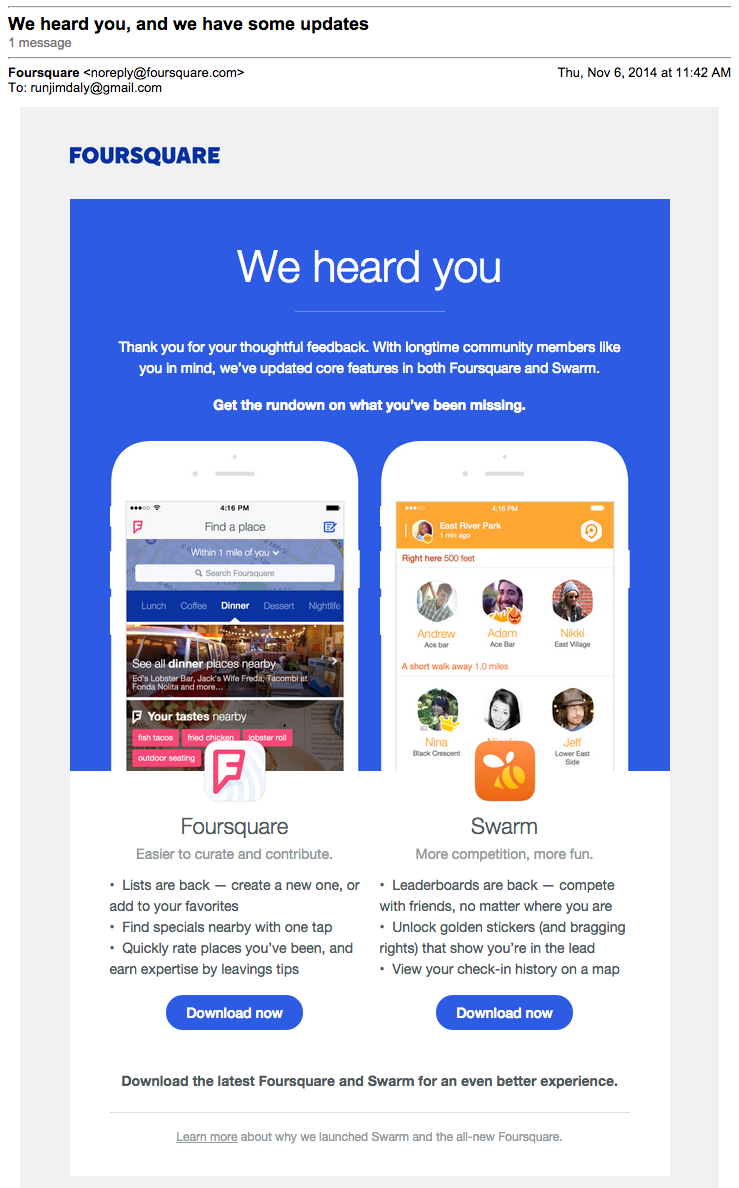 We heard you, and we have some updates
1 message
Foursquare <noreply@foursquare.com> Thu, Nov 6, 2014 at 11:42 AM
To: runjimdaly@gmail.com
FOURSQUARE
We heard you
Thank you for your thoughtful feedback. With longtime community members like
you in mind, we've updated core features in both Foursquare and Swarm.
Get the rundown on what you've been missing.
4:16 PM
Find a place
Within 1 mile of you
Search Foursquare
Lunch Coffee Dinner Dessert Nightlife
See all dinner places nearby
Ed's Lobster Bar, Jack's Wife Freda, Tacombi at
Fonda Nolita and more...
Your tastes nearby
fish tacos fried chicken lobster roll
outdoor seating
4:16 PM
East River Park
1 min ago
Right here 500 feet
Andrew Adam Nikki
Ace bar Ace Bar East Village
A short walk away 1.0 miles
Nina Jeff
Black Crescent Lower East
Side
Foursquare
Easier to curate and contribute.
• Lists are back — create a new one, or
add to your favorites
• Find specials nearby with one tap
• Quickly rate places you've been, and
earn expertise by leavings tips
Download now
Swarm
More competition, more fun.
• Leaderboards are back — compete
with friends, no matter where you are
• Unlock golden stickers (and bragging
rights) that show you're in the lead
• View your check-in history on a map
Download now
Download the latest Foursquare and Swarm for an even better experience.
Learn more about why we launched Swarm and the all-new Foursquare.